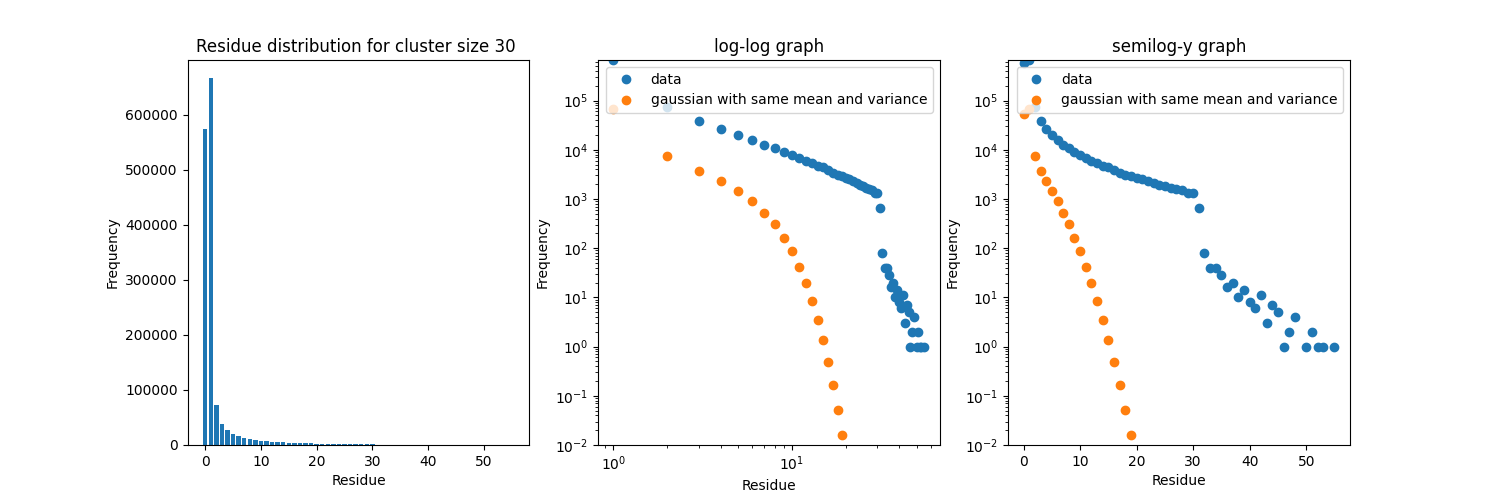 Residue distribution for cluster size 30
Frequency
600000
500000
400000
300000
200000
100000
0
0 10 20 30 40 50
Residue
log-log graph
data
gaussian with same mean and variance
Frequency
10^5
10^4
10^3
10^2
10^1
10^0
10^-1
10^-2
10^0 10^1
Residue
semilog-y graph
data
gaussian with same mean and variance
Frequency
10^5
10^4
10^3
10^2
10^1
10^0
10^-1
10^-2
0 10 20 30 40 50
Residue